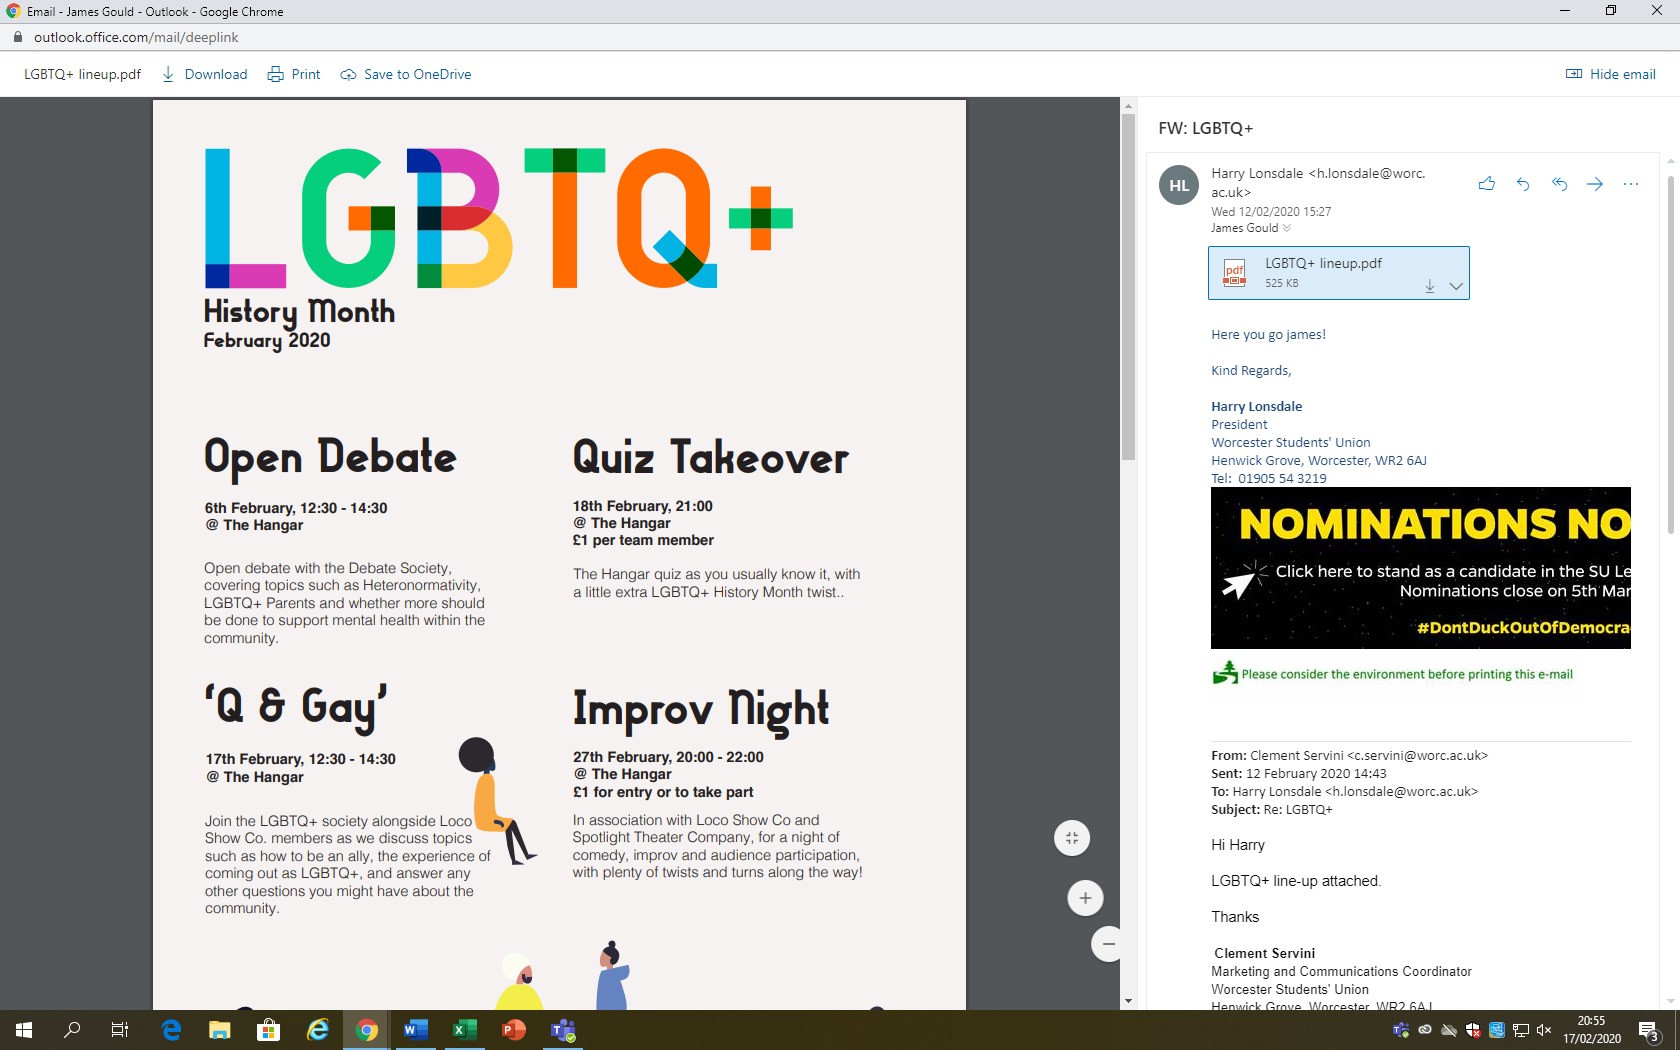 Email - James Gould - Outlook - Google Chrome
outlook.office.com/mail/deeplink
LGBTQ+ lineup.pdf
Download
Print
Save to OneDrive
Hide email
LGBTQ+
History Month
February 2020
Open Debate
6th February, 12:30 - 14:30
@ The Hangar
Open debate with the Debate Society,
covering topics such as Heteronormativity,
LGBTQ+ Parents and whether more should
be done to support mental health within the
community.
Quiz Takeover
18th February, 21:00
@ The Hangar
£1 per team member
The Hangar quiz as you usually know it, with
a little extra LGBTQ+ History Month twist..
‘Q & Gay’
17th February, 12:30 - 14:30
@ The Hangar
Join the LGBTQ+ society alongside Loco
Show Co. members as we discuss topics
such as how to be an ally, the experience of
coming out as LGBTQ+, and answer any
other questions you might have about the
community.
Improv Night
27th February, 20:00 - 22:00
@ The Hangar
£1 for entry or to take part
In association with Loco Show Co and
Spotlight Theater Company, for a night of
comedy, improv and audience participation,
with plenty of twists and turns along the way!
FW: LGBTQ+
HL
Harry Lonsdale <h.lonsdale@worc.
ac.uk>
Wed 12/02/2020 15:27
James Gould
pdf
LGBTQ+ lineup.pdf
525 KB
Here you go james!
Kind Regards,
Harry Lonsdale
President
Worcester Students' Union
Henwick Grove, Worcester, WR2 6AJ
Tel:  01905 54 3219
NOMINATIONS NO
Click here to stand as a candidate in the SU Le
Nominations close on 5th Mar
#DontDuckOutOfDemocra
Please consider the environment before printing this e-mail
From: Clement Servini <c.servini@worc.ac.uk>
Sent: 12 February 2020 14:43
To: Harry Lonsdale <h.lonsdale@worc.ac.uk>
Subject: Re: LGBTQ+
Hi Harry
LGBTQ+ line-up attached.
Thanks
Clement Servini
Marketing and Communications Coordinator
Worcester Students' Union
Henwick Grove, Worcester, WR2 6AJ
20:55
17/02/2020
3